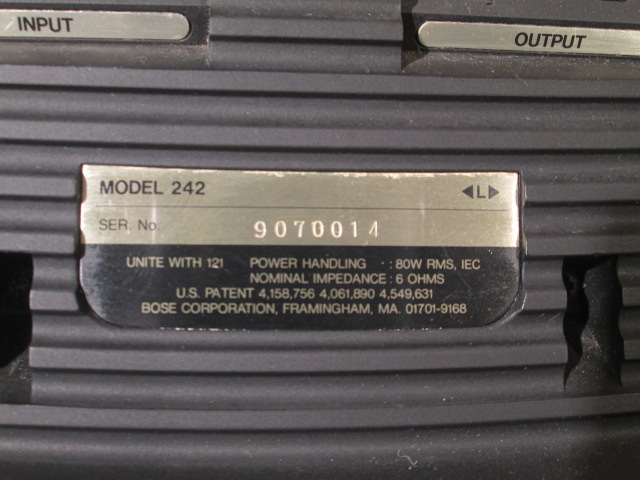 INPUT
OUTPUT
MODEL 242 ◀L▶
SER. No. 9070014
UNITE WITH 121 POWER HANDLING : 80W RMS, IEC
NOMINAL IMPEDANCE : 6 OHMS
U.S. PATENT 4,158,756 4,061,890 4,549,631
BOSE CORPORATION, FRAMINGHAM, MA. 01701-9168